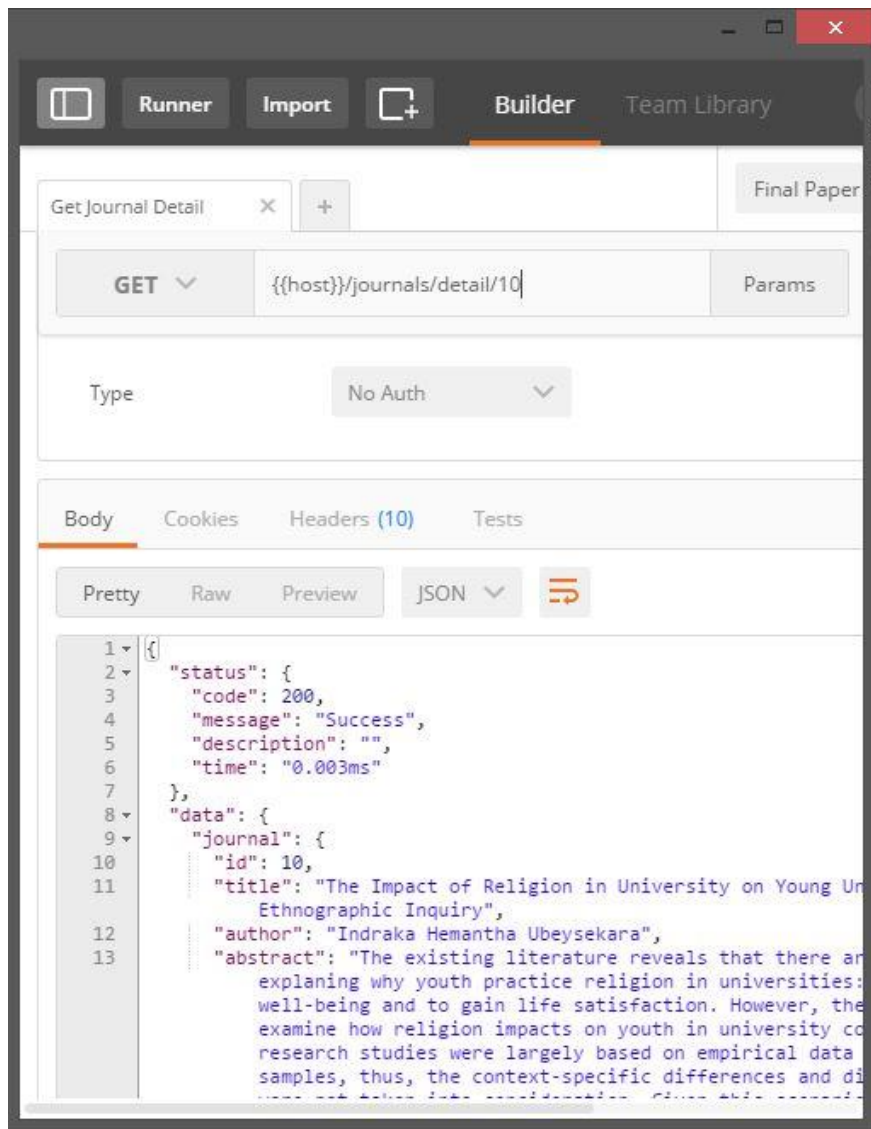 Runner Import Builder Team Library
Get Journal Detail
Final Paper
GET {{host}}/journals/detail/10 Params
Type No Auth
Body Cookies Headers (10) Tests
Pretty Raw Preview JSON
1 {
2 "status": {
3 "code": 200,
4 "message": "Success",
5 "description": "",
6 "time": "0.003ms"
7 },
8 "data": {
9 "journal": {
10 "id": 10,
11 "title": "The Impact of Religion in University on Young Un
Ethnographic Inquiry",
12 "author": "Indraka Hemantha Ubeysekara",
13 "abstract": "The existing literature reveals that there ar
explaning why youth practice religion in universities:
well-being and to gain life satisfaction. However, the
examine how religion impacts on youth in university co
research studies were largely based on empirical data
samples, thus, the context-specific differences and di